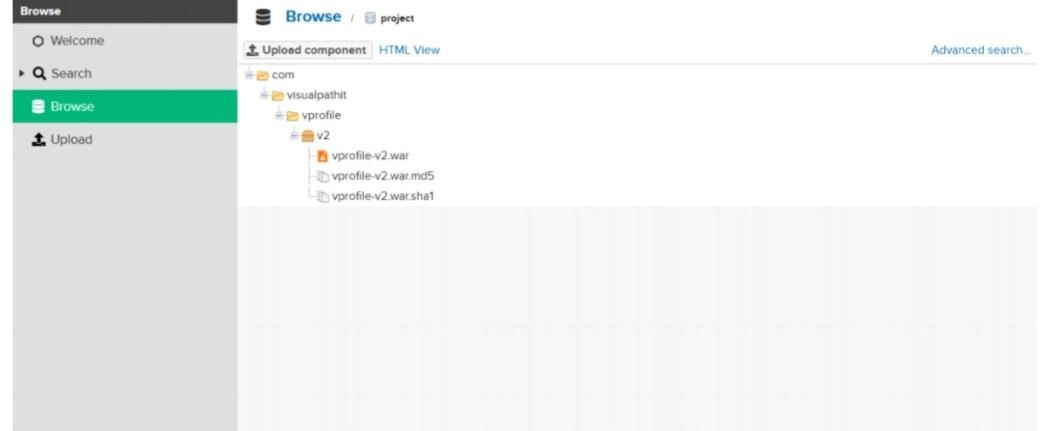 Browse
Welcome
Search
Browse
Upload
Browse / project
Upload component HTML View Advanced search...
com
visualpathit
vprofile
v2
vprofile-v2.war
vprofile-v2.war.md5
vprofile-v2.war.sha1